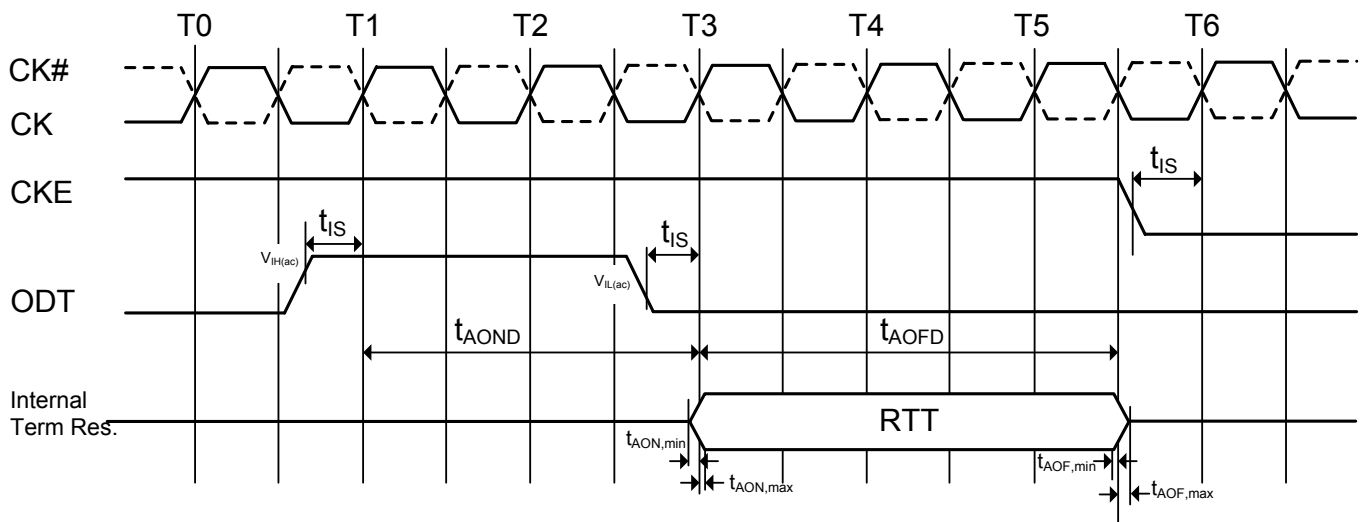 T0 T1 T2 T3 T4 T5 T6
CK#
CK
CKE
tIS
tIS
tIS
VIH(ac)
VIL(ac)
ODT
tAOND
tAOFD
Internal
Term Res.
RTT
tAON,min
tAOF,min
tAON,max
tAOF,max